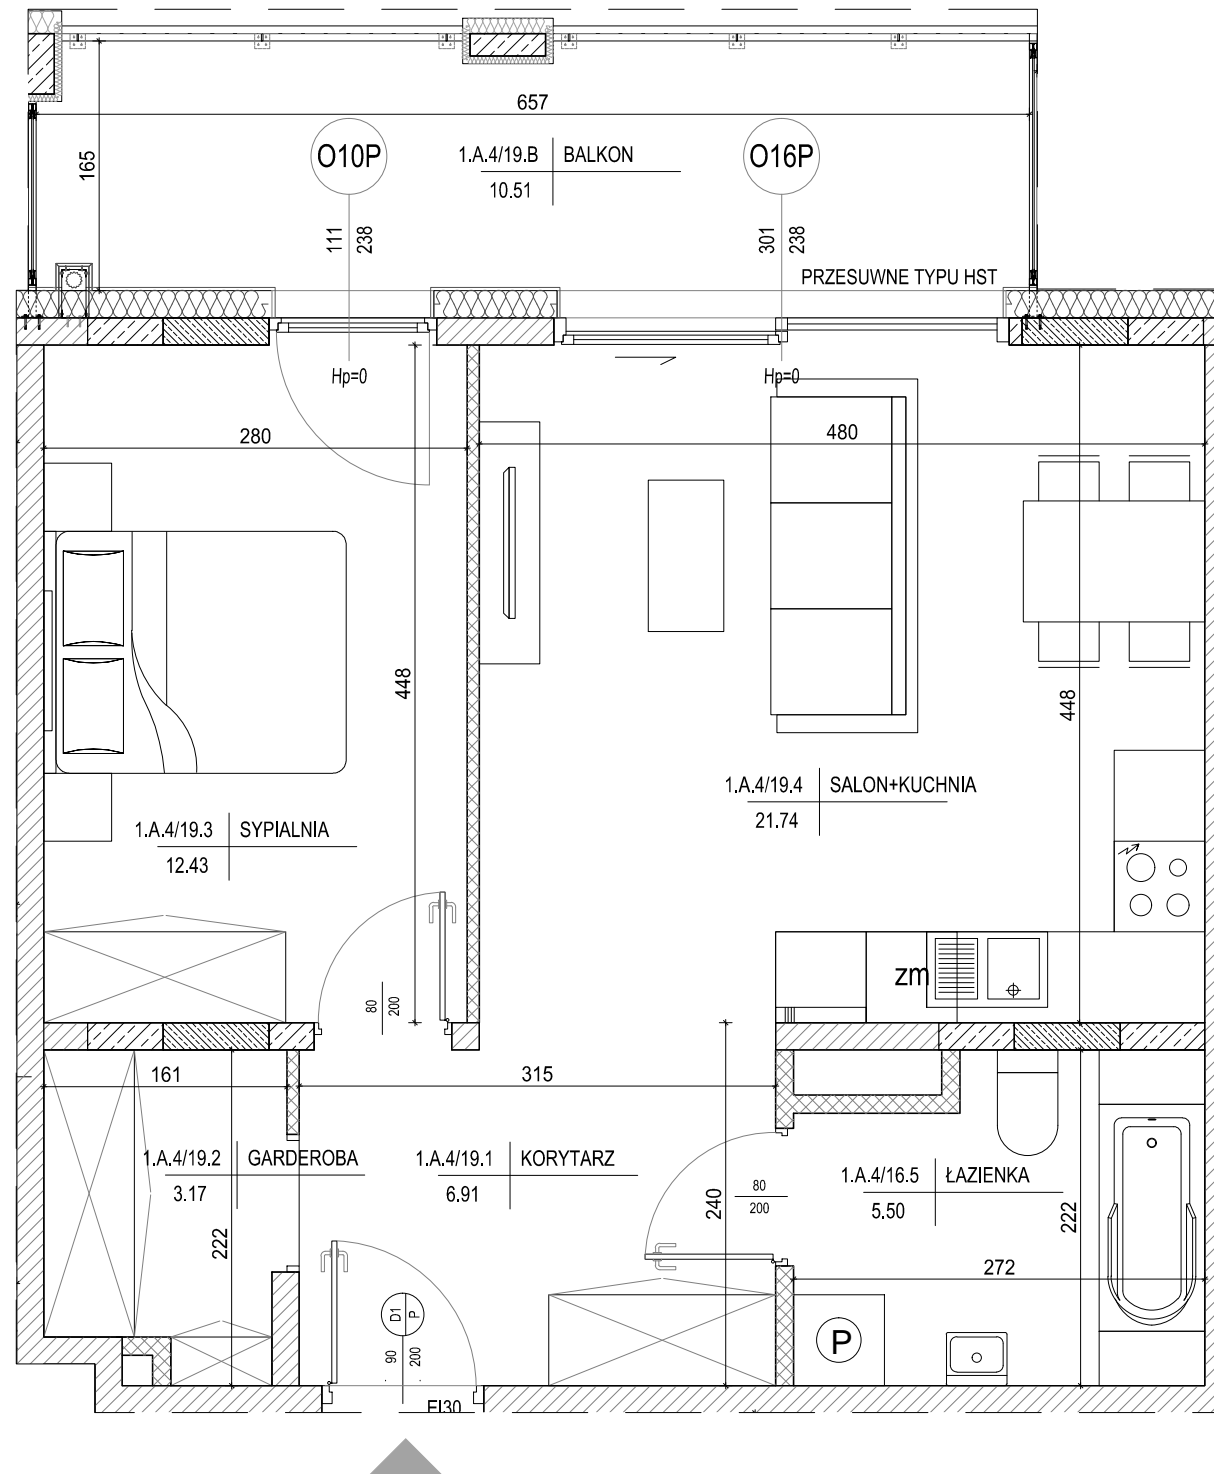 657
165
O10P
1.A.4/19.B BALKON
10.51
O16P
111
238
301
238
PRZESUWNE TYPU HST
Hp=0
Hp=0
280
480
448
448
1.A.4/19.4 SALON+KUCHNIA
21.74
1.A.4/19.3 SYPIALNIA
12.43
zm
80
200
161
315
1.A.4/19.2 GARDEROBA
3.17
1.A.4/19.1 KORYTARZ
6.91
1.A.4/16.5 ŁAZIENKA
5.50
80
200
240
222
222
272
D1
P
90
200
P
EI30